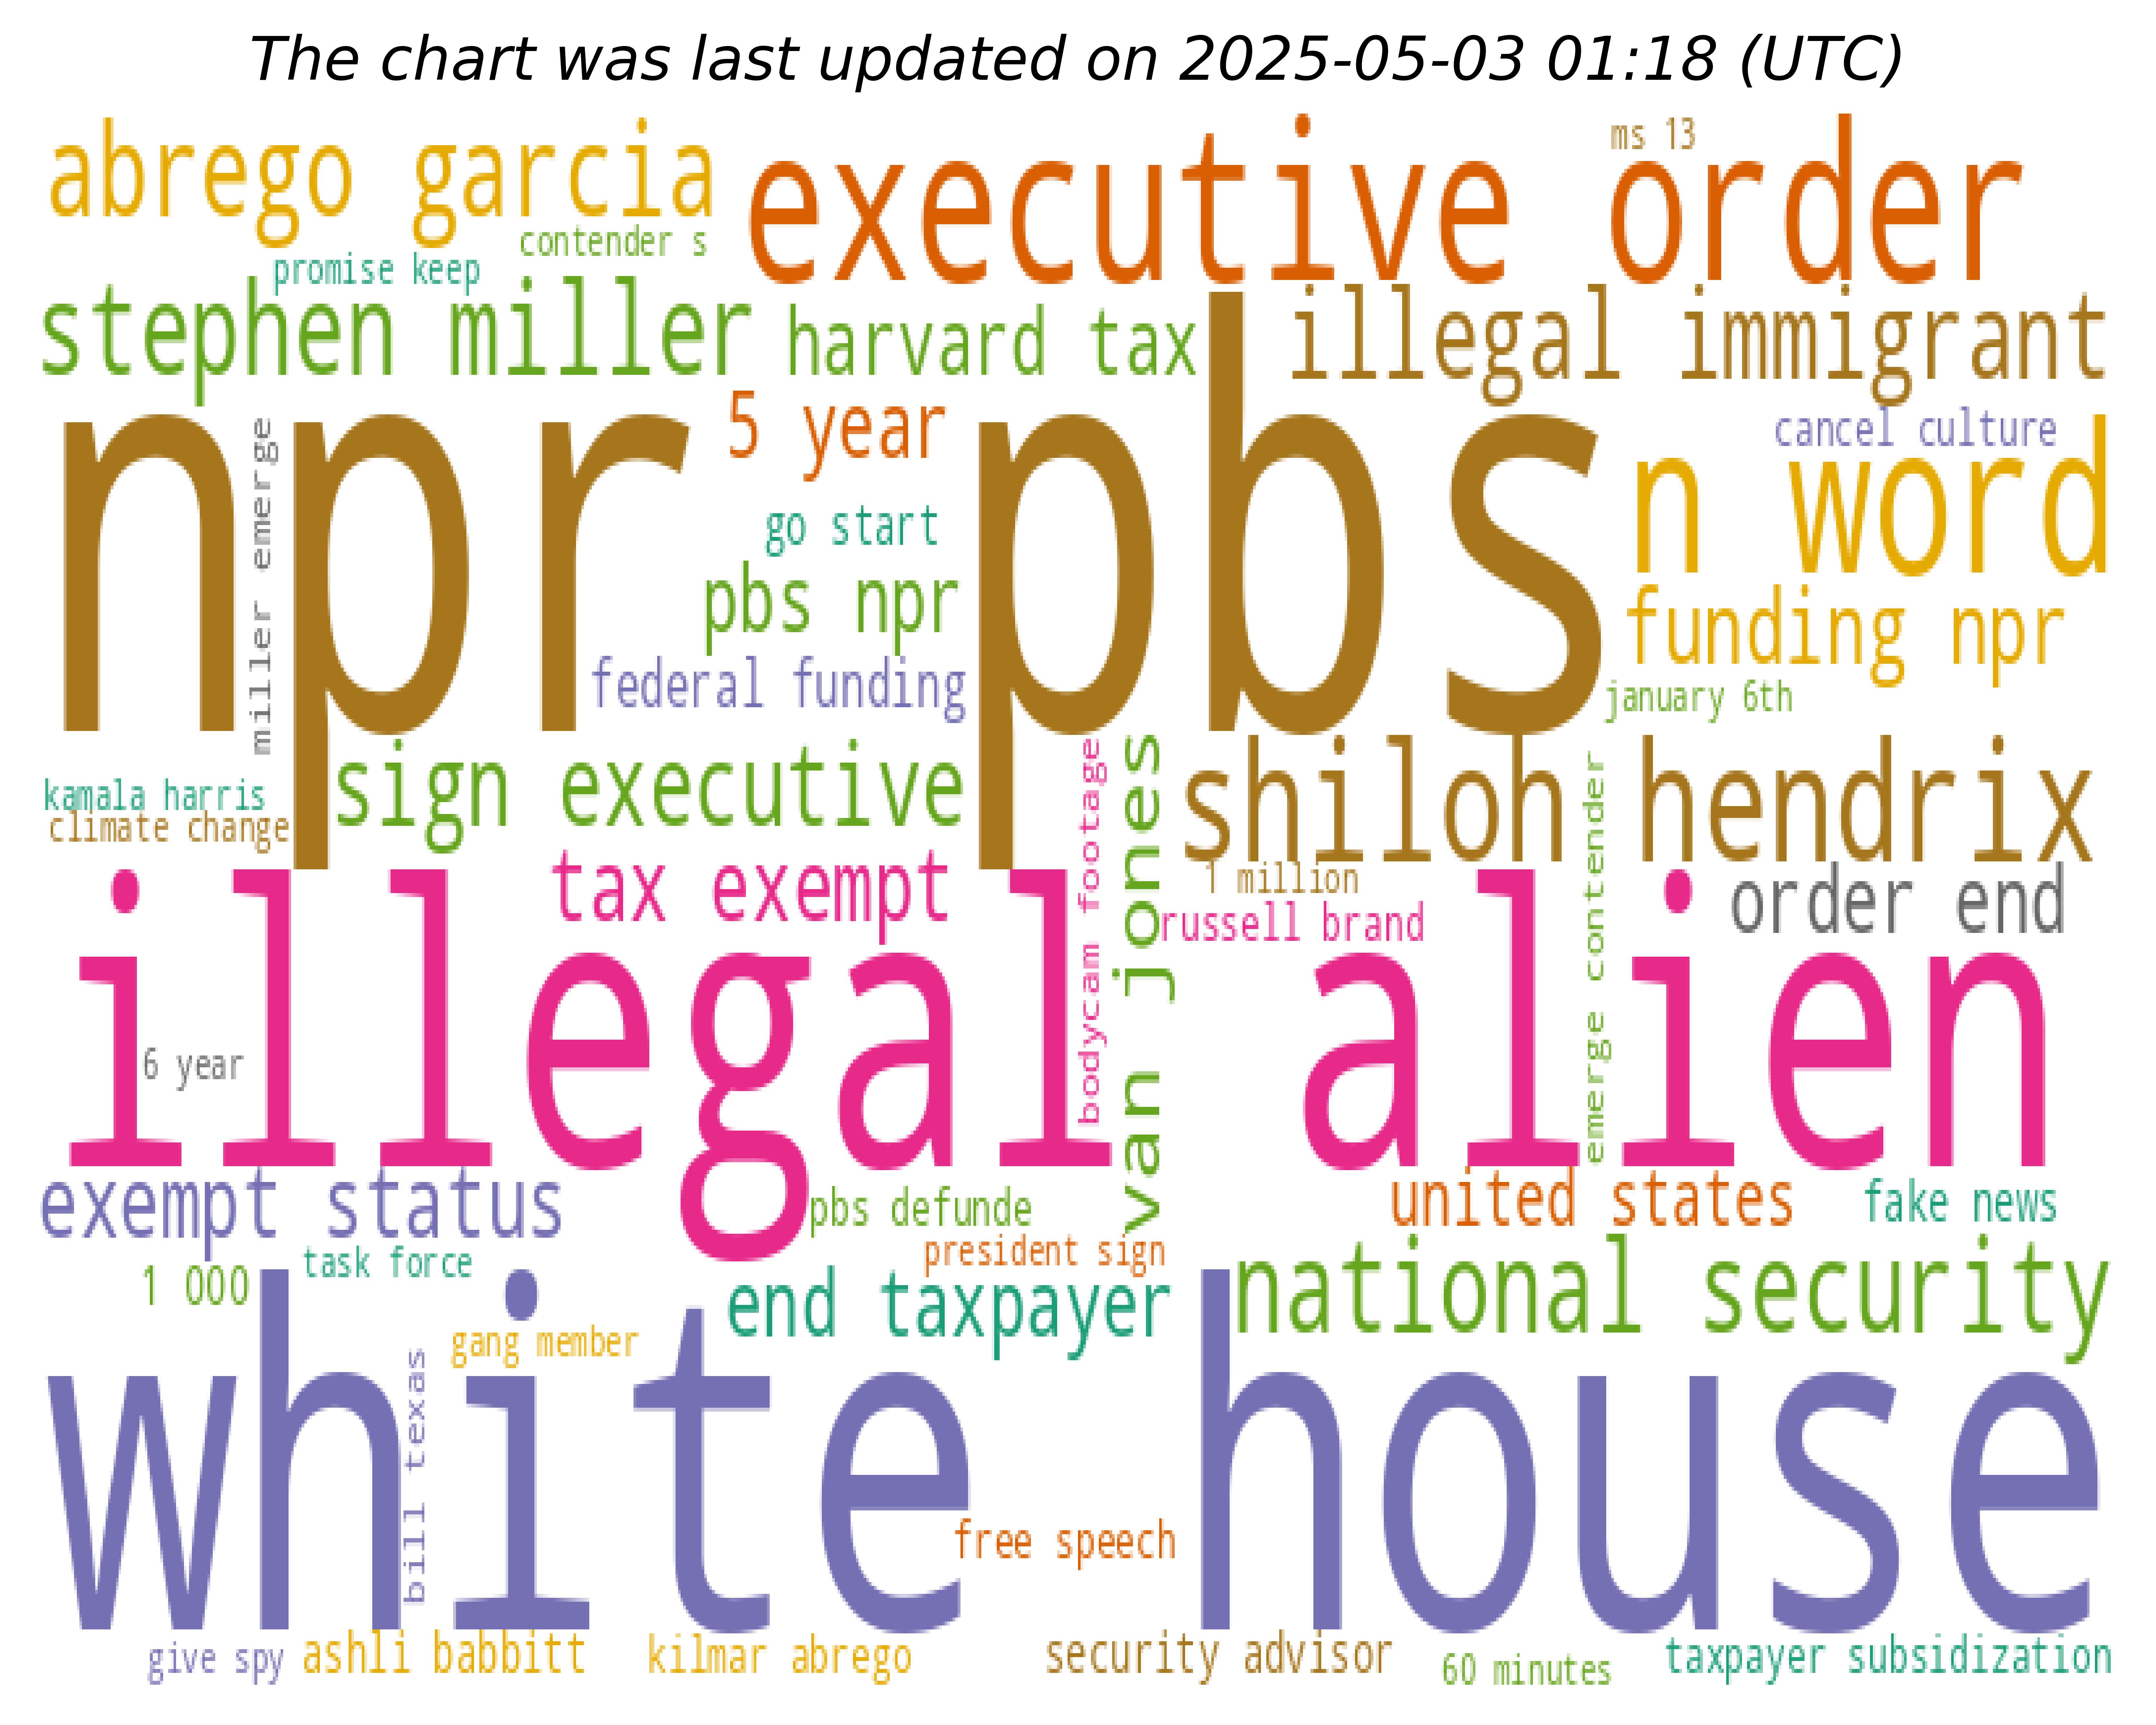 The chart was last updated on 2025-05-03 01:18 (UTC)
abrego garcia
executive order
ms 13
contender s
promise keep
stephen miller
harvard tax
illegal immigrant
npr pbs
miller emerge
5 year
cancel culture
n word
go start
pbs npr
funding npr
federal funding
january 6th
sign executive
bodycam footage
van jones
shiloh hendrix
emerge contender
kamala harris
climate change
tax exempt
1 million
russell brand
order end
illegal alien
6 year
exempt status
pbs defunde
united states
fake news
president sign
task force
1 000
end taxpayer
national security
gang member
bill texas
white house
free speech
give spy
ashli babbitt
kilmar abrego
security advisor
60 minutes
taxpayer subsidization